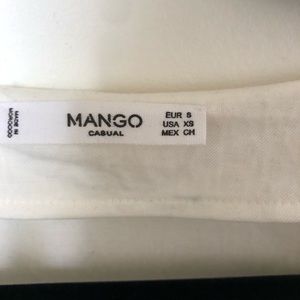 MADE IN
MOROCCO
MANGO
CASUAL
EUR S
USA XS
MEX CH